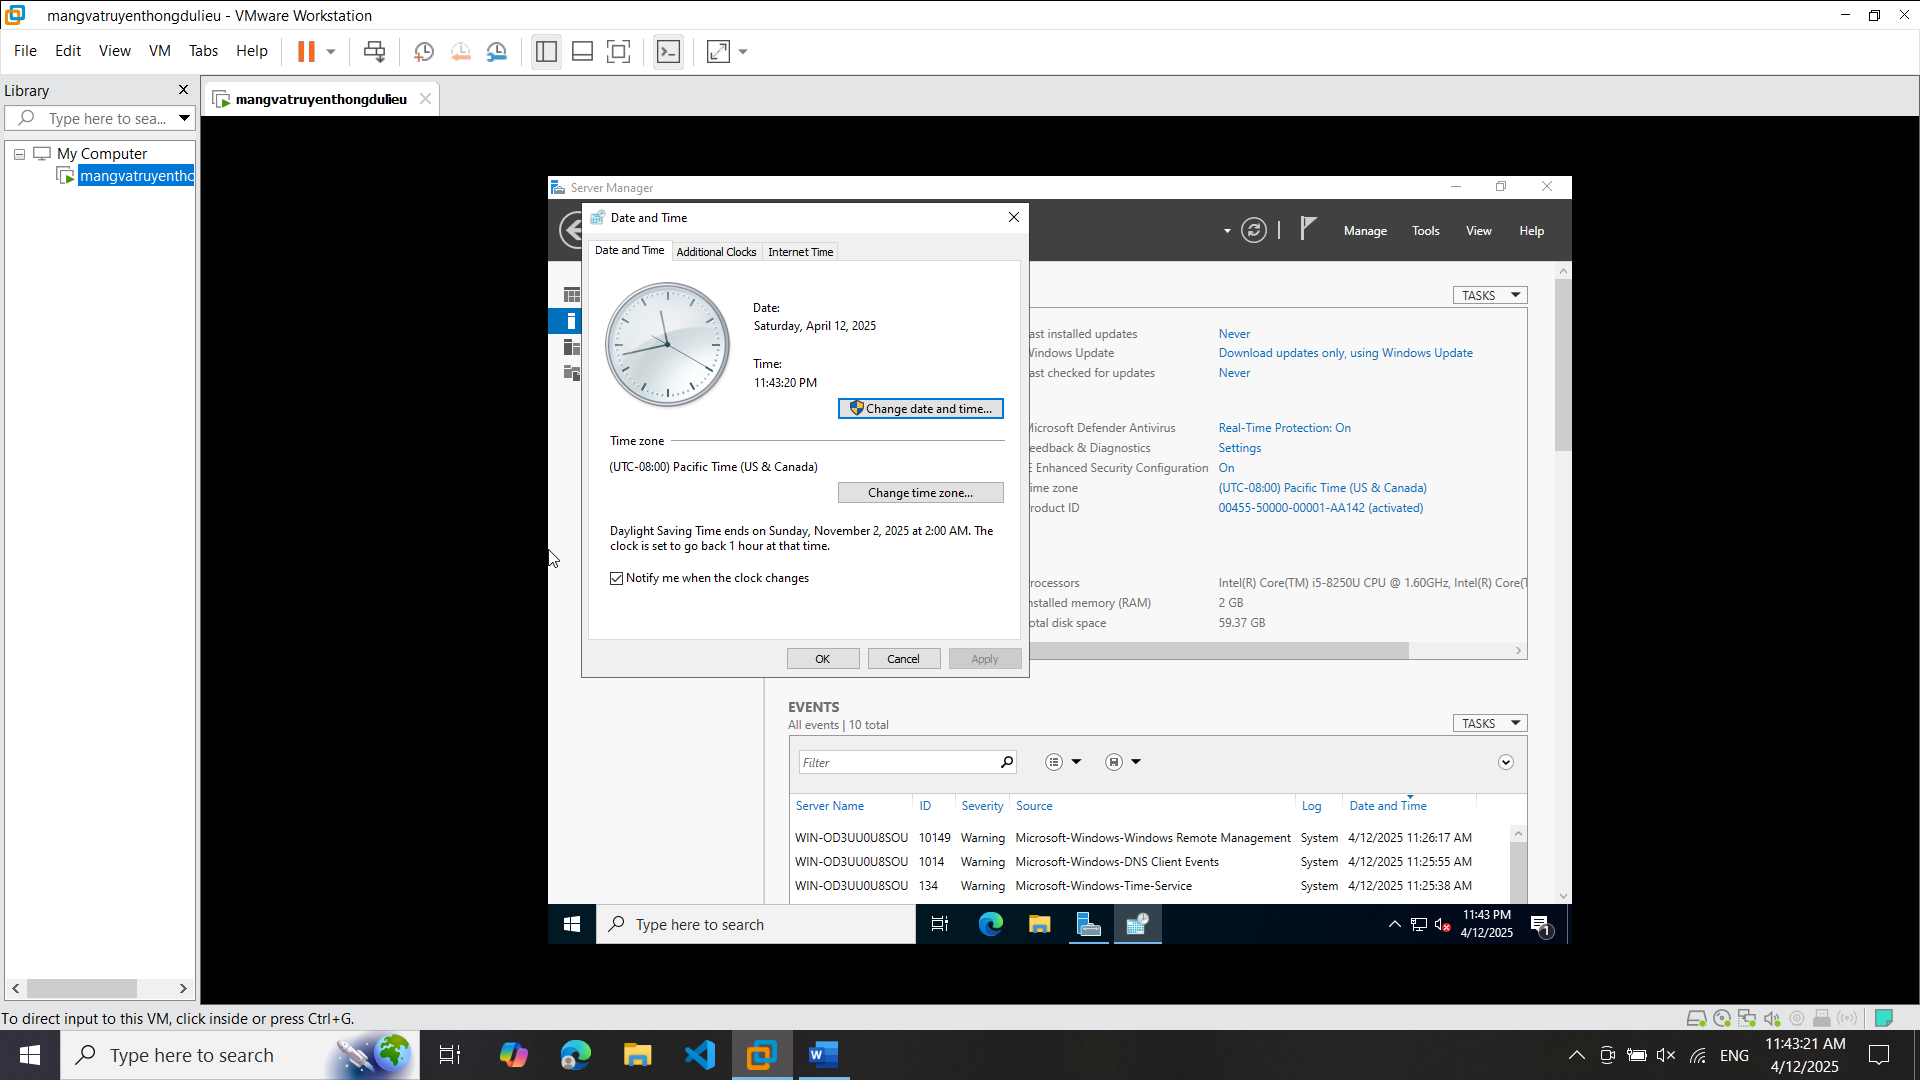 mangvatruyenthongdulieu - VMware Workstation
File Edit View VM Tabs Help
Library
Type here to sea...
My Computer
mangvatruyenthc
mangvatruyenthongdulieu
Server Manager
Manage Tools View Help
Date and Time
Date and Time Additional Clocks Internet Time
Date:
Saturday, April 12, 2025
Time:
11:43:20 PM
Change date and time...
Time zone
(UTC-08:00) Pacific Time (US & Canada)
Change time zone...
Daylight Saving Time ends on Sunday, November 2, 2025 at 2:00 AM. The
clock is set to go back 1 hour at that time.
Notify me when the clock changes
OK Cancel Apply
TASKS
ast installed updates Never
Windows Update Download updates only, using Windows Update
ast checked for updates Never
Microsoft Defender Antivirus Real-Time Protection: On
eedback & Diagnostics Settings
E Enhanced Security Configuration On
ime zone (UTC-08:00) Pacific Time (US & Canada)
roduct ID 00455-50000-00001-AA142 (activated)
rocessors Intel(R) Core(TM) i5-8250U CPU @ 1.60GHz, Intel(R) Core(T
nstalled memory (RAM) 2 GB
otal disk space 59.37 GB
EVENTS
All events | 10 total
TASKS
Filter
Server Name ID Severity Source Log Date and Time
WIN-OD3UU0U8SOU 10149 Warning Microsoft-Windows-Windows Remote Management System 4/12/2025 11:26:17 AM
WIN-OD3UU0U8SOU 1014 Warning Microsoft-Windows-DNS Client Events System 4/12/2025 11:25:55 AM
WIN-OD3UU0U8SOU 134 Warning Microsoft-Windows-Time-Service System 4/12/2025 11:25:38 AM
Type here to search
11:43 PM
4/12/2025
1
To direct input to this VM, click inside or press Ctrl+G.
Type here to search
ENG
11:43:21 AM
4/12/2025